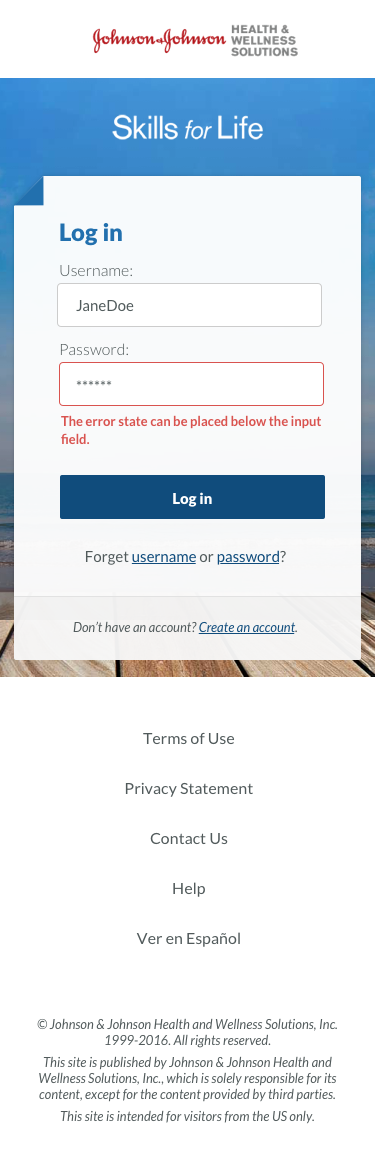 Johnson & Johnson HEALTH &
WELLNESS
SOLUTIONS
Skills for Life
Log in
Username:
JaneDoe
Password:
******
The error state can be placed below the input
field.
Log in
Forget username or password?
Don't have an account? Create an account.
Terms of Use
Privacy Statement
Contact Us
Help
Ver en Español
© Johnson & Johnson Health and Wellness Solutions, Inc.
1999-2016. All rights reserved.
This site is published by Johnson & Johnson Health and
Wellness Solutions, Inc., which is solely responsible for its
content, except for the content provided by third parties.
This site is intended for visitors from the US only.